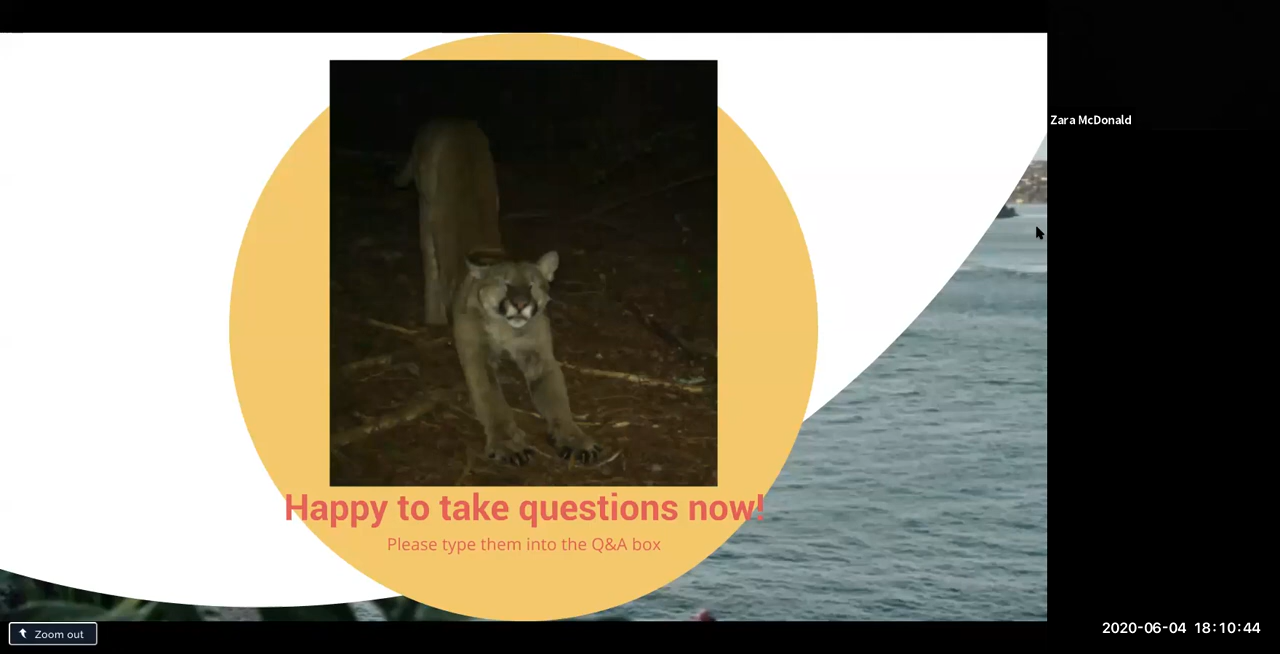 Zara McDonald
Happy to take questions now!
Please type them into the Q&A box
Zoom out
2020-06-04 18:10:44